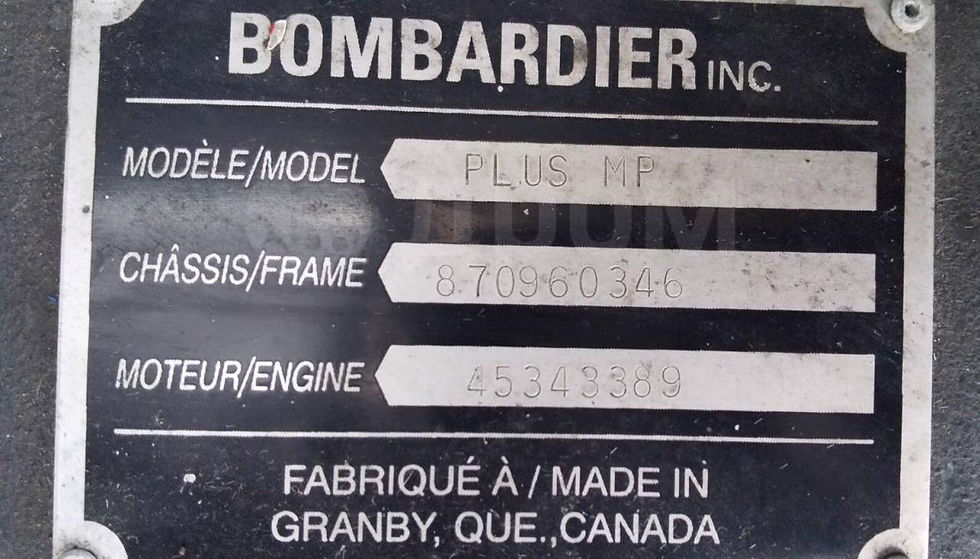 BOMBARDIER INC.
MODÈLE/MODEL PLUS MP
CHÂSSIS/FRAME 870960346
MOTEUR/ENGINE 45343389
FABRIQUÉ À / MADE IN
GRANBY, QUE.,CANADA